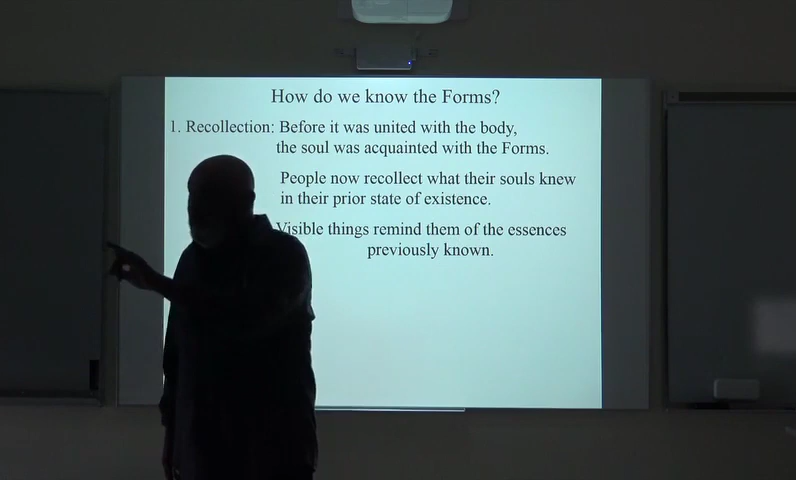 How do we know the Forms?
1. Recollection: Before it was united with the body,
the soul was acquainted with the Forms.
People now recollect what their souls knew
in their prior state of existence.
Visible things remind them of the essences
previously known.